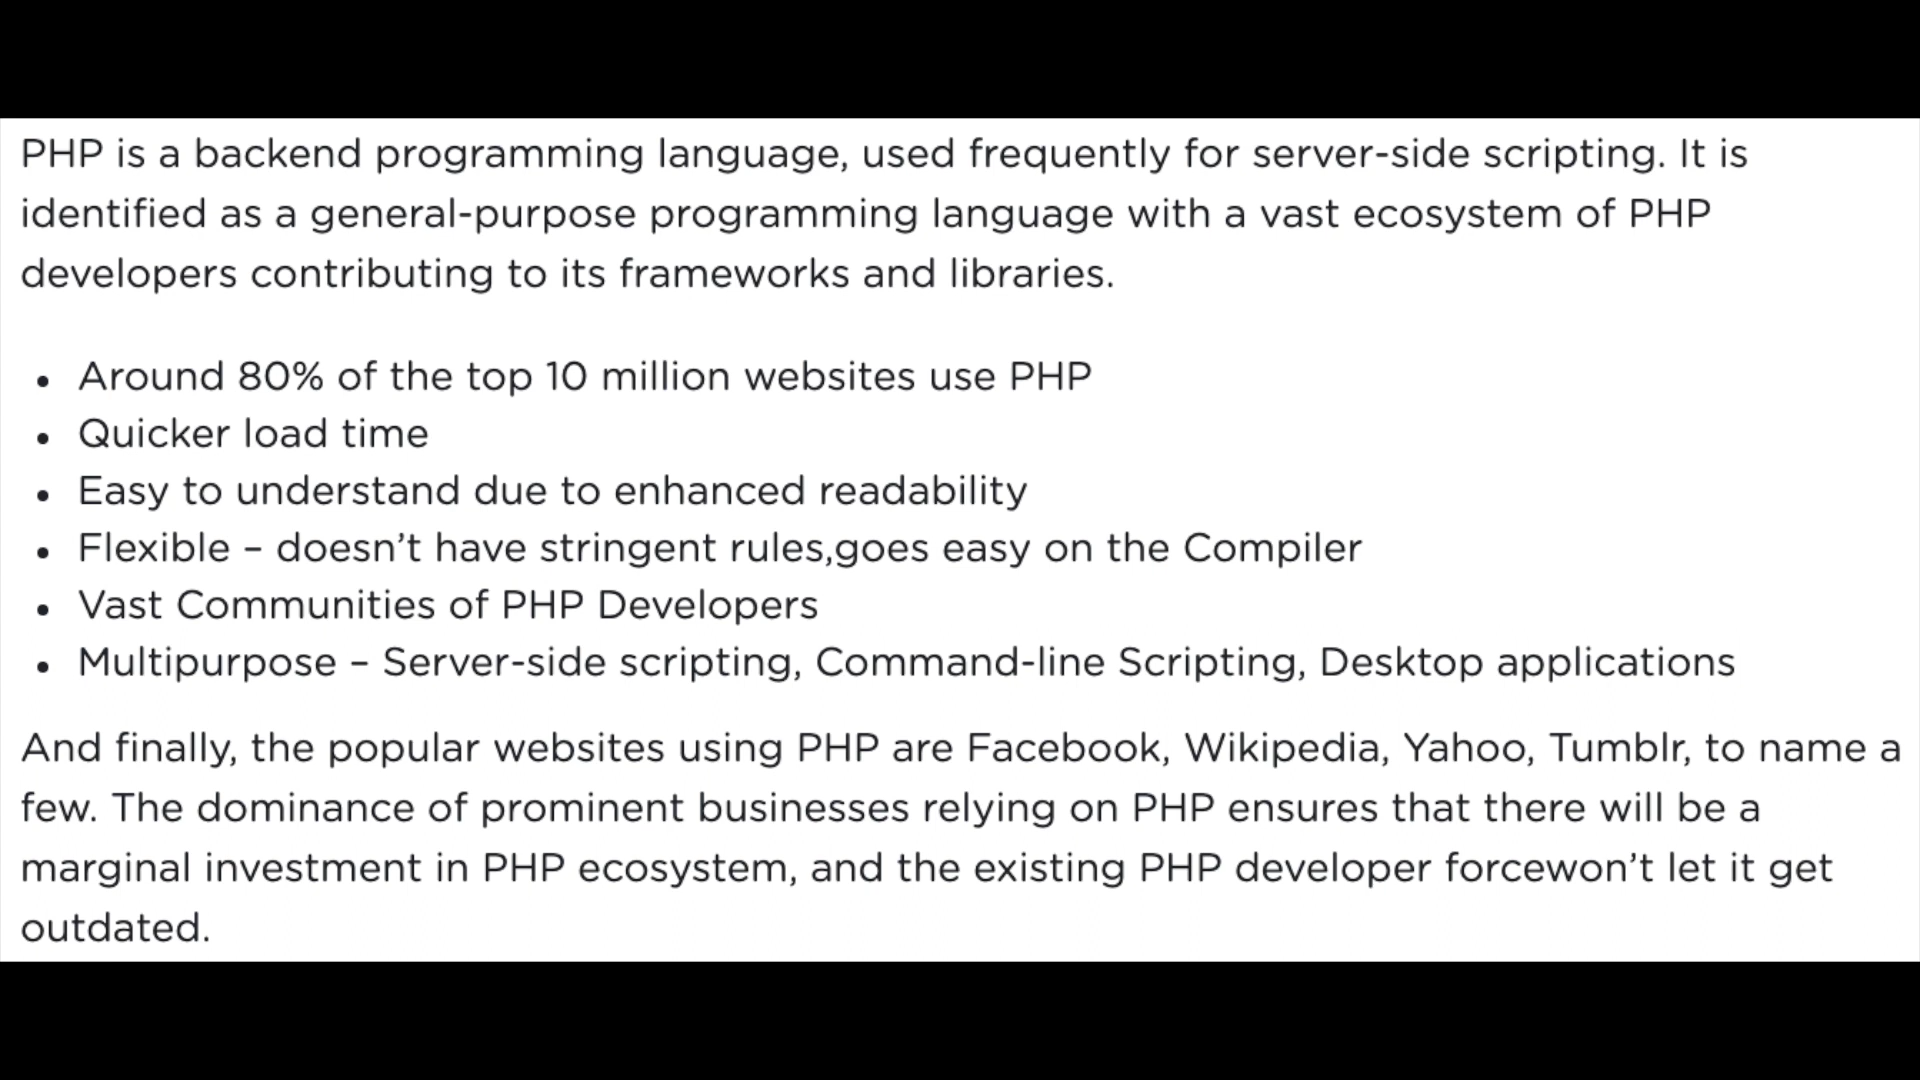 PHP is a backend programming language, used frequently for server-side scripting. It is
identified as a general-purpose programming language with a vast ecosystem of PHP
developers contributing to its frameworks and libraries.
• Around 80% of the top 10 million websites use PHP
• Quicker load time
• Easy to understand due to enhanced readability
• Flexible – doesn’t have stringent rules,goes easy on the Compiler
• Vast Communities of PHP Developers
• Multipurpose – Server-side scripting, Command-line Scripting, Desktop applications
And finally, the popular websites using PHP are Facebook, Wikipedia, Yahoo, Tumblr, to name a
few. The dominance of prominent businesses relying on PHP ensures that there will be a
marginal investment in PHP ecosystem, and the existing PHP developer forcewon’t let it get
outdated.